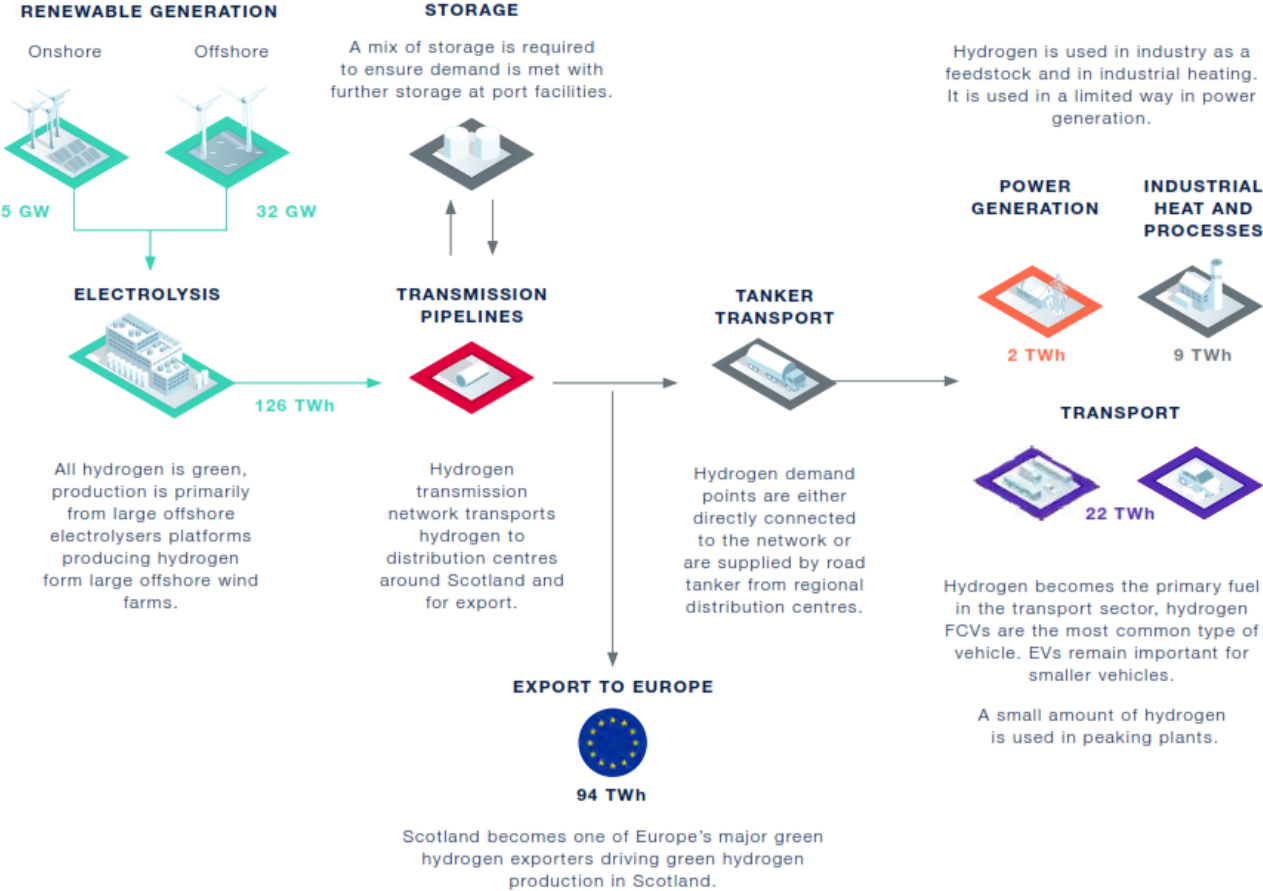 RENEWABLE GENERATION
Onshore
Offshore
5 GW
32 GW
STORAGE
A mix of storage is required
to ensure demand is met with
further storage at port facilities.
ELECTROLYSIS
126 TWh
All hydrogen is green,
production is primarily
from large offshore
electrolysers platforms
producing hydrogen
form large offshore wind
farms.
TRANSMISSION
PIPELINES
Hydrogen
transmission
network transports
hydrogen to
distribution centres
around Scotland and
for export.
TANKER
TRANSPORT
Hydrogen demand
points are either
directly connected
to the network or
are supplied by road
tanker from regional
distribution centres.
EXPORT TO EUROPE
94 TWh
Scotland becomes one of Europe's major green
hydrogen exporters driving green hydrogen
production in Scotland.
Hydrogen is used in industry as a
feedstock and in industrial heating.
It is used in a limited way in power
generation.
POWER
GENERATION
2 TWh
INDUSTRIAL
HEAT AND
PROCESSES
9 TWh
TRANSPORT
22 TWh
Hydrogen becomes the primary fuel
in the transport sector, hydrogen
FCVs are the most common type of
vehicle. EVs remain important for
smaller vehicles.
A small amount of hydrogen
is used in peaking plants.